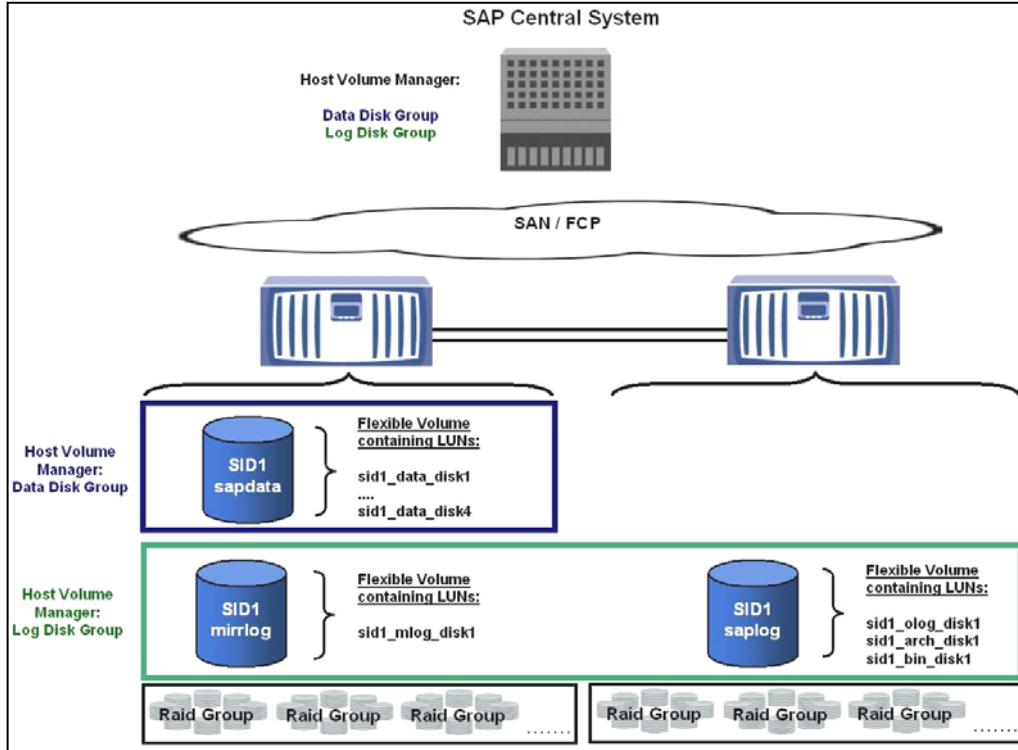 SAP Central System
Host Volume Manager:
Data Disk Group
Log Disk Group
SAN / FCP
Host Volume
Manager:
Data Disk Group
SID1
sapdata
Flexible Volume
containing LUNs:
sid1_data_disk1
....
sid1_data_disk4
Host Volume
Manager:
Log Disk Group
SID1
mirrlog
Flexible Volume
containing LUNs:
sid1_mlog_disk1
SID1
saplog
Flexible Volume
containing LUNs:
sid1_olog_disk1
sid1_arch_disk1
sid1_bin_disk1
Raid Group Raid Group Raid Group .......
Raid Group Raid Group Raid Group .......